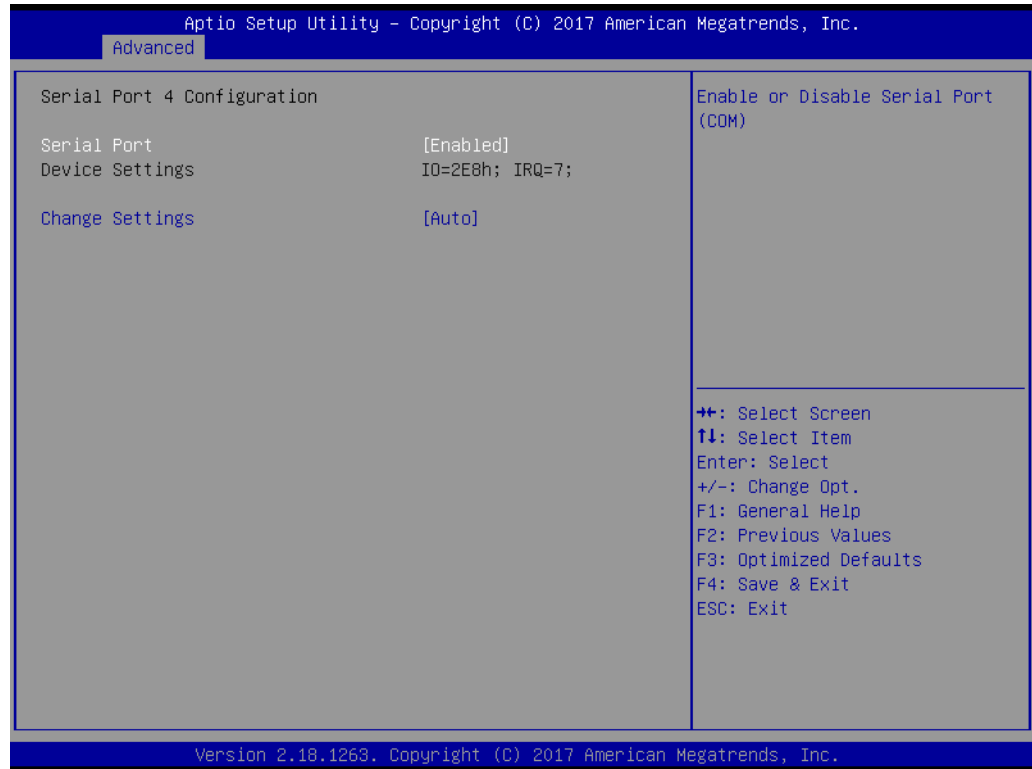 Aptio Setup Utility – Copyright (C) 2017 American Megatrends, Inc.
Advanced
Serial Port 4 Configuration
Serial Port [Enabled]
Device Settings IO=2E8h; IRQ=7;
Change Settings [Auto]
Enable or Disable Serial Port
(COM)
→←: Select Screen
↑↓: Select Item
Enter: Select
+/-: Change Opt.
F1: General Help
F2: Previous Values
F3: Optimized Defaults
F4: Save & Exit
ESC: Exit
Version 2.18.1263. Copyright (C) 2017 American Megatrends, Inc.